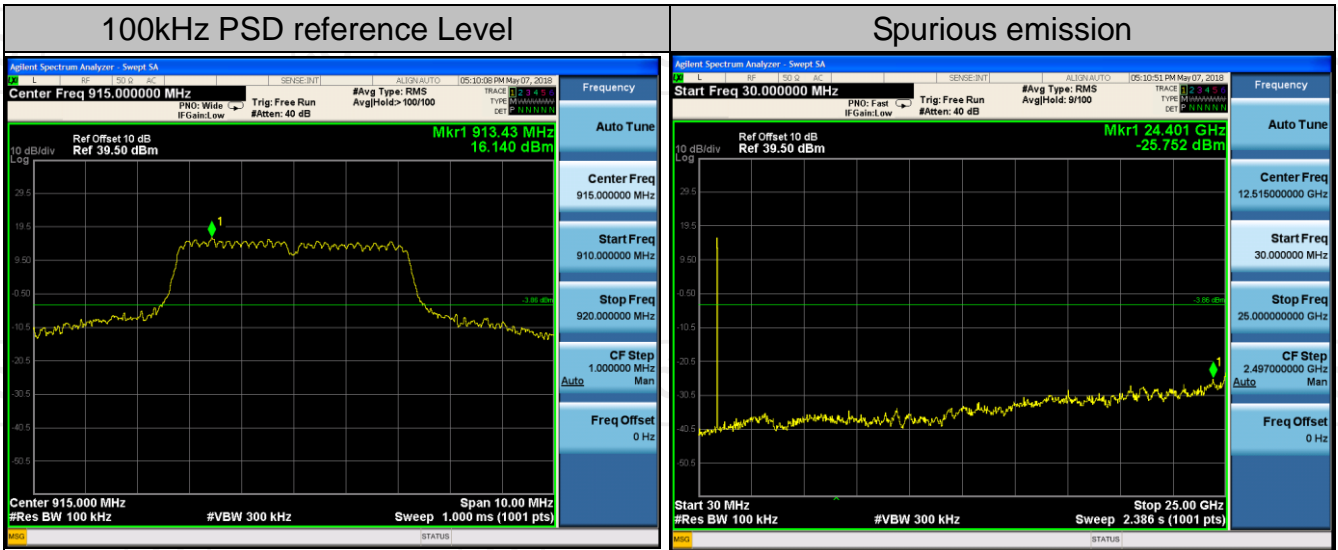 100kHz PSD reference Level
Agilent Spectrum Analyzer - Swept SA
L RF 50 Ω AC SENSE:INT ALIGN AUTO 05:10:08 PM May 07, 2018
Center Freq 915.000000 MHz
PNO: Wide
IFGain:Low
Trig: Free Run
#Atten: 40 dB
#Avg Type: RMS
Avg|Hold:> 100/100
TRACE 1 2 3 4 5 6
TYPE M
DET P N N N N N
Ref Offset 10 dB
Ref 39.50 dBm
10 dB/div
Log
Mkr1 913.43 MHz
16.140 dBm
1
29.5
19.5
9.50
-0.50
-10.5
-20.5
-30.5
-40.5
-50.5
-3.86 dBm
Center 915.000 MHz
Span 10.00 MHz
#Res BW 100 kHz
#VBW 300 kHz
Sweep 1.000 ms (1001 pts)
MSG
STATUS
Frequency
Auto Tune
Center Freq
915.000000 MHz
Start Freq
910.000000 MHz
Stop Freq
920.000000 MHz
CF Step
1.000000 MHz
Auto Man
Freq Offset
0 Hz
Spurious emission
Agilent Spectrum Analyzer - Swept SA
L RF 50 Ω AC SENSE:INT ALIGN AUTO 05:10:51 PM May 07, 2018
Start Freq 30.000000 MHz
PNO: Fast
IFGain:Low
Trig: Free Run
#Atten: 40 dB
#Avg Type: RMS
Avg|Hold: 9/100
TRACE 1 2 3 4 5 6
TYPE M
DET P N N N N N
Ref Offset 10 dB
Ref 39.50 dBm
10 dB/div
Log
Mkr1 24.401 GHz
-25.752 dBm
1
29.5
19.5
9.50
-0.50
-10.5
-20.5
-30.5
-40.5
-50.5
-3.86 dBm
Start 30 MHz
Stop 25.00 GHz
#Res BW 100 kHz
#VBW 300 kHz
Sweep 2.386 s (1001 pts)
MSG
STATUS
Frequency
Auto Tune
Center Freq
12.515000000 GHz
Start Freq
30.000000 MHz
Stop Freq
25.000000000 GHz
CF Step
2.497000000 GHz
Auto Man
Freq Offset
0 Hz